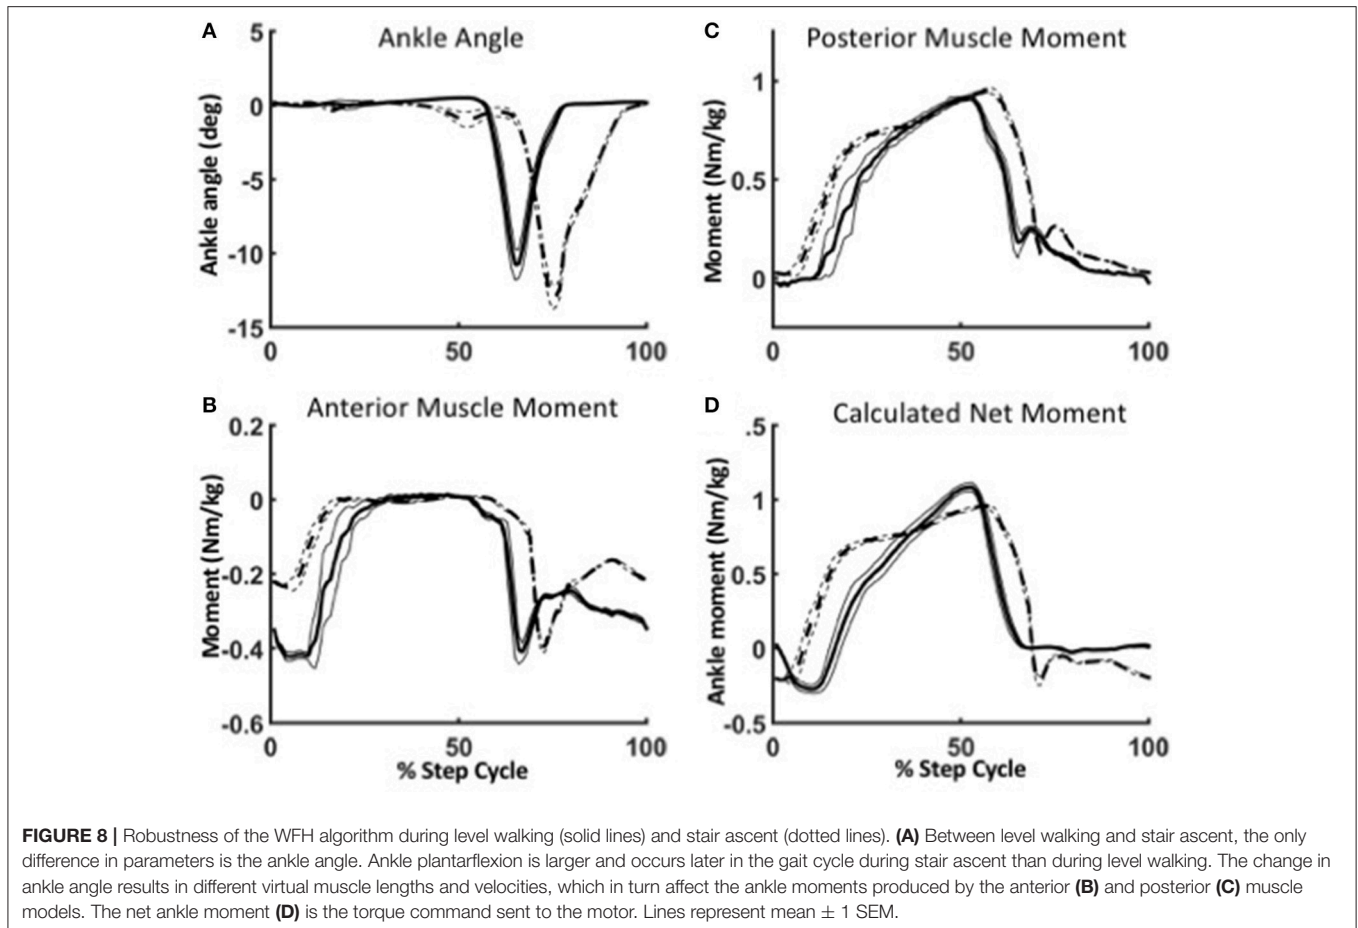 A
Ankle Angle
5
0
-5
-10
-15
Ankle angle (deg)
0
50
100
C
Posterior Muscle Moment
1
0.5
0
Moment (Nm/kg)
0
50
100
B
Anterior Muscle Moment
0.2
0
-0.2
-0.4
-0.6
Moment (Nm/kg)
0
50
100
% Step Cycle
D
Calculated Net Moment
.5
1
0.5
0
-0.5
Ankle moment (Nm/kg)
0
50
100
% Step Cycle
FIGURE 8 | Robustness of the WFH algorithm during level walking (solid lines) and stair ascent (dotted lines). (A) Between level walking and stair ascent, the only
difference in parameters is the ankle angle. Ankle plantarflexion is larger and occurs later in the gait cycle during stair ascent than during level walking. The change in
ankle angle results in different virtual muscle lengths and velocities, which in turn affect the ankle moments produced by the anterior (B) and posterior (C) muscle
models. The net ankle moment (D) is the torque command sent to the motor. Lines represent mean ± 1 SEM.